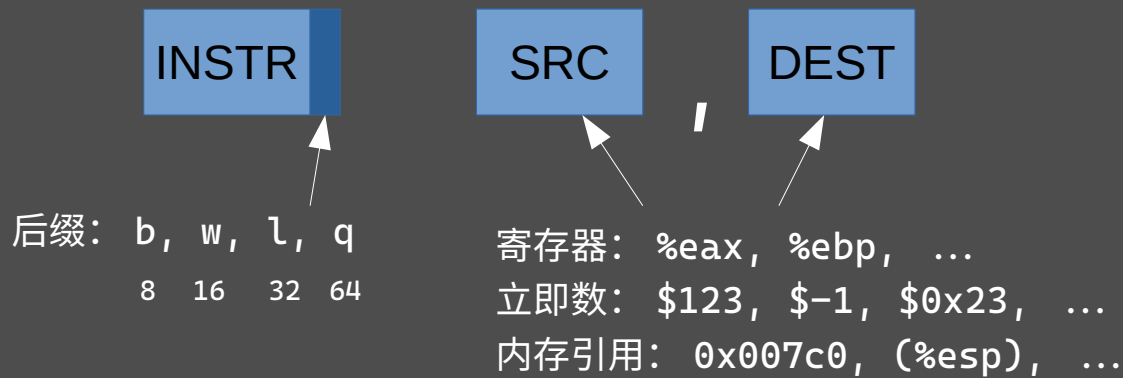 INSTR SRC , DEST
后缀： b, w, l, q
8 16 32 64
寄存器： %eax, %ebp, …
立即数： $123, $-1, $0x23, …
内存引用： 0x007c0, (%esp), …